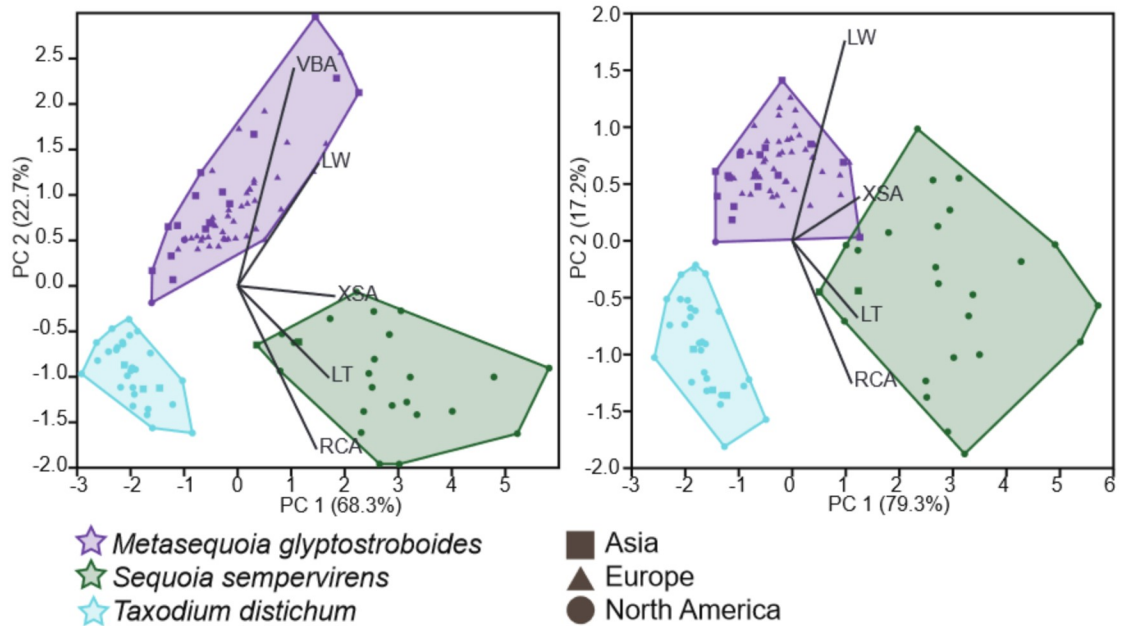 2.5
2.0
1.5
1.0
0.5
0.0
-0.5
-1.0
-1.5
-2.0
PC 2 (22.7%)
-3 -2 -1 0 1 2 3 4 5
PC 1 (68.3%)
VBA
LW
XSA
LT
RCA
2.0
1.5
1.0
0.5
0.0
-0.5
-1.0
-1.5
-2.0
PC 2 (17.2%)
-3 -2 -1 0 1 2 3 4 5 6
PC 1 (79.3%)
LW
XSA
LT
RCA
Metasequoia glyptostroboides
Sequoia sempervirens
Taxodium distichum
Asia
Europe
North America